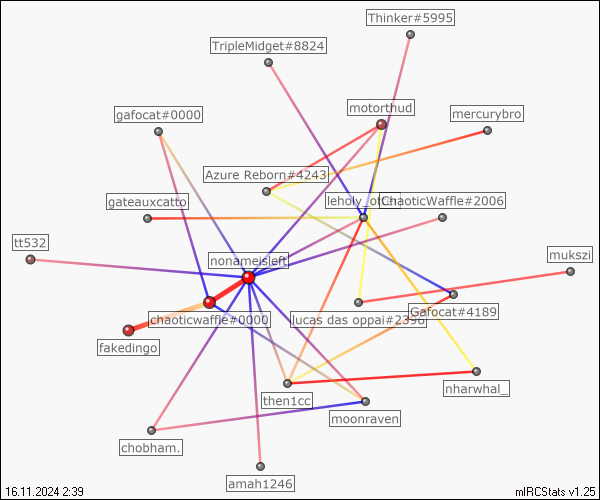 Thinker#5995
TripleMidget#8824
motorthud
gafocat#0000
mercurybro
Azure Reborn#4243
gateauxcatto
ChaoticWaffle#2006
tt532
nonameisleft
mukszi
chaoticwaffle#0000
lucas das oppai#2398
Gafocat#4189
fakedingo
nharwhal_
then1cc
moonraven
chobham.
amah1246
16.11.2024 2:39
mIRCStats v1.25